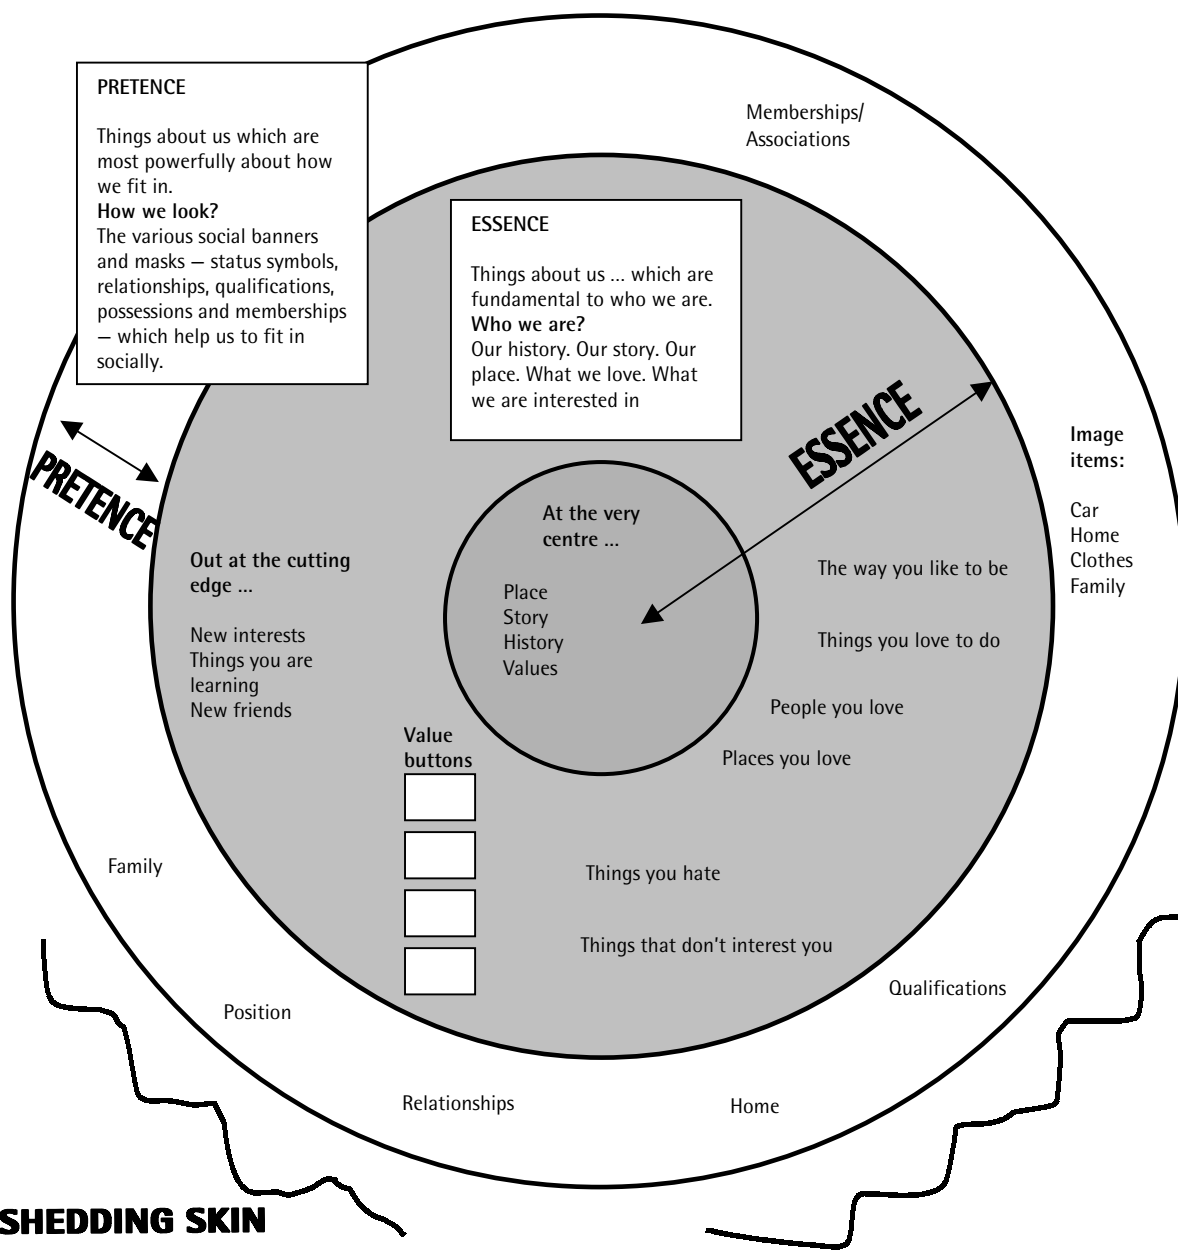 PRETENCE
Things about us which are
most powerfully about how
we fit in.
How we look?
The various social banners
and masks – status symbols,
relationships, qualifications,
possessions and memberships
– which help us to fit in
socially.
Memberships/
Associations
ESSENCE
Things about us ... which are
fundamental to who we are.
Who we are?
Our history. Our story. Our
place. What we love. What
we are interested in
ESSENCE
PRETENCE
Image
items:
Car
Home
Clothes
Family
At the very
centre ...
Place
Story
History
Values
Out at the cutting
edge ...
New interests
Things you are
learning
New friends
The way you like to be
Things you love to do
People you love
Places you love
Value
buttons
Things you hate
Things that don't interest you
Family
Position
Relationships
Home
Qualifications
SHEDDING SKIN